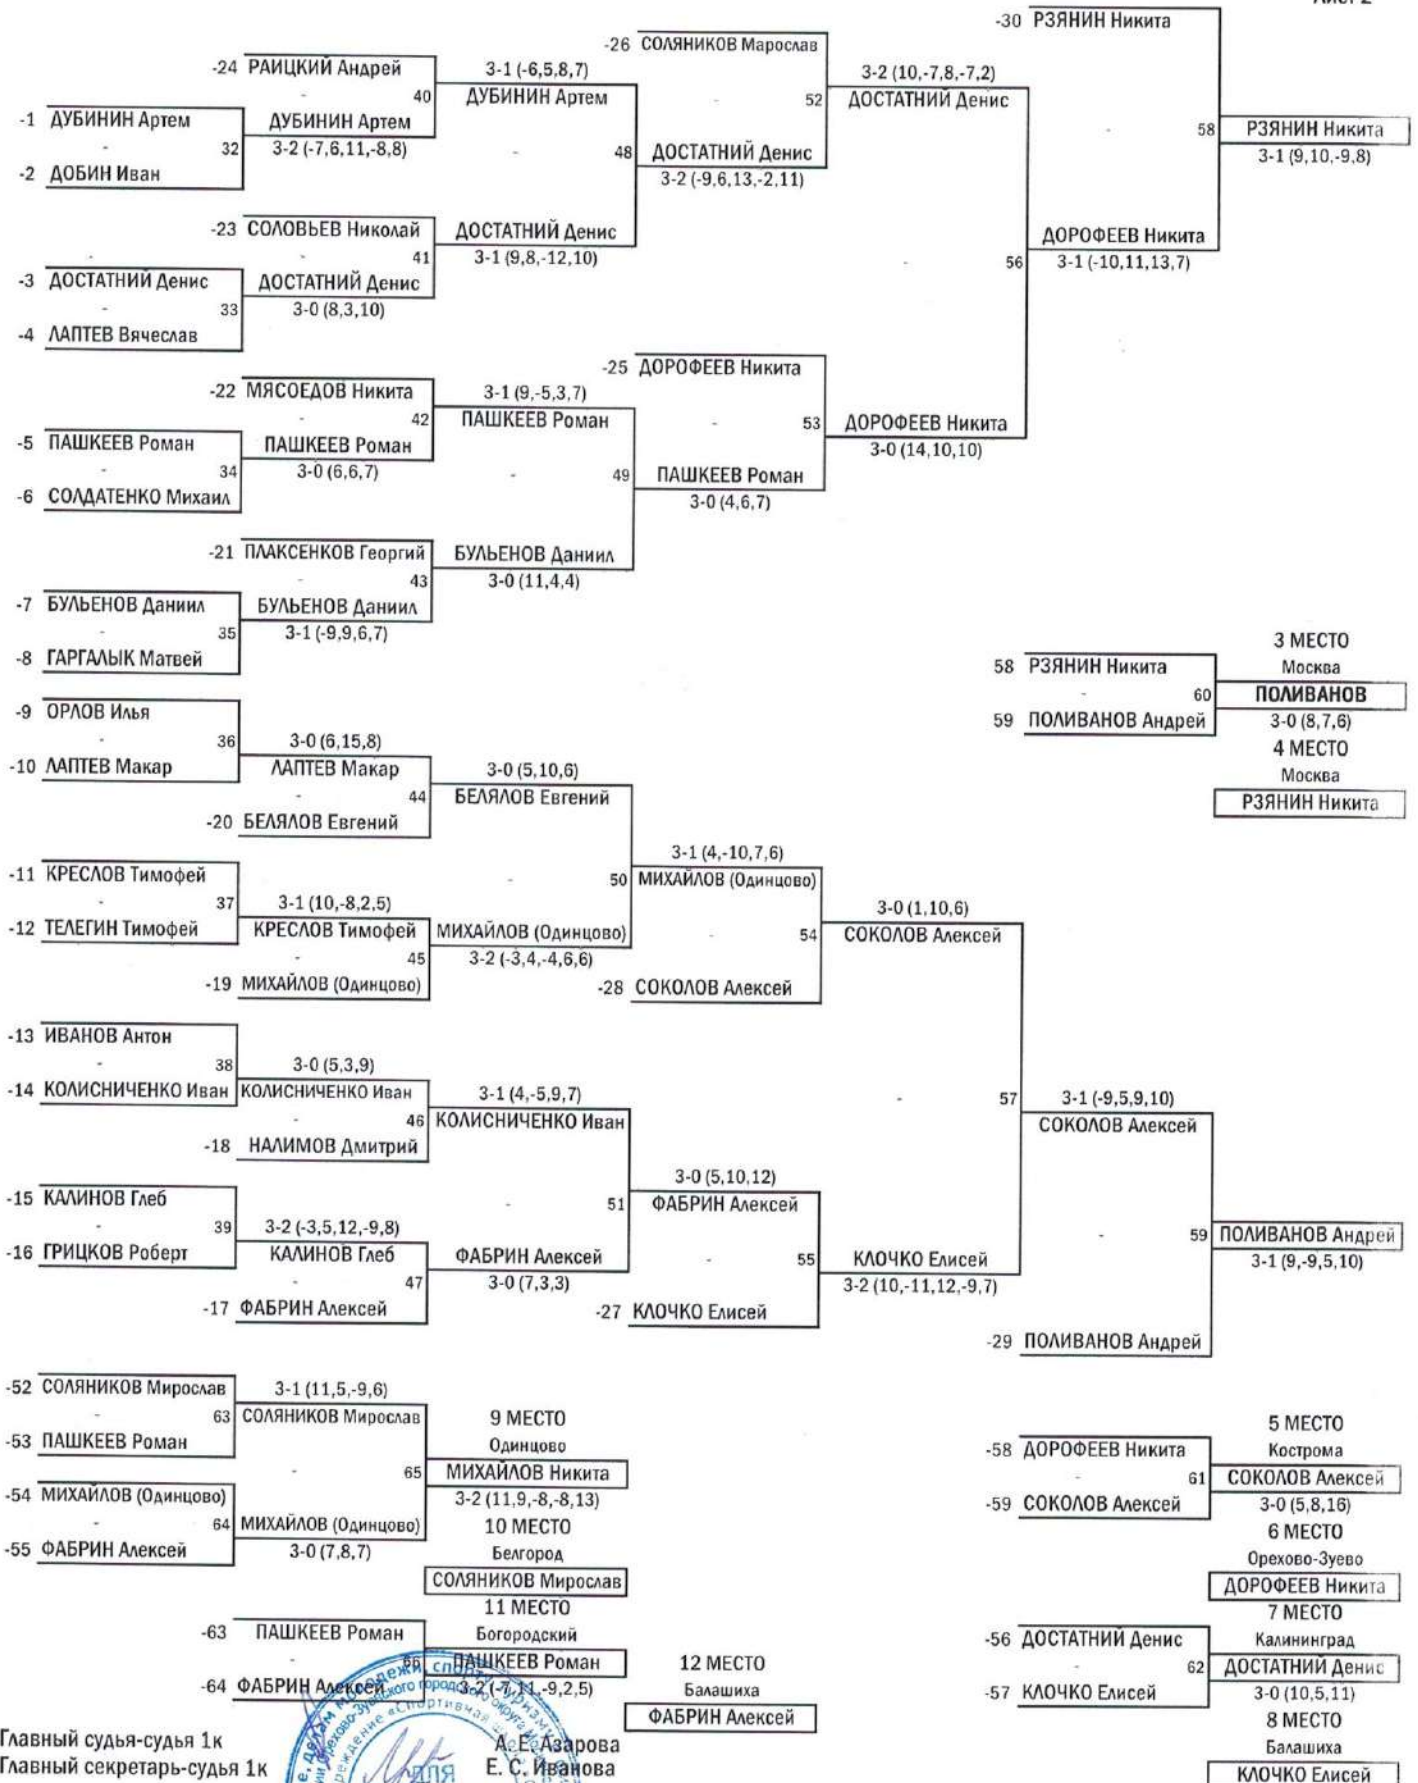 Лист 2
-30 РЗЯНИН Никита
-26 СОЛЯНИКОВ Марослав
-24 РАИЦКИЙ Андрей
3-1 (-6,5,8,7)
3-2 (10,-7,8,-7,2)
40
ДУБИНИН Артем
52
ДОСТАТНИЙ Денис
-1 ДУБИНИН Артем
ДУБИНИН Артем
58
РЗЯНИН Никита
32
3-2 (-7,6,11,-8,8)
48
ДОСТАТНИЙ Денис
3-1 (9,10,-9,8)
-2 ДОБИН Иван
3-2 (-9,6,13,-2,11)
-23 СОЛОВЬЕВ Николай
ДОСТАТНИЙ Денис
ДОРОФЕЕВ Никита
41
3-1 (9,8,-12,10)
56
3-1 (-10,11,13,7)
-3 ДОСТАТНИЙ Денис
ДОСТАТНИЙ Денис
33
3-0 (8,3,10)
-4 ЛАПТЕВ Вячеслав
-25 ДОРОФЕЕВ Никита
-22 МЯСОЕДОВ Никита
3-1 (9,-5,3,7)
42
ПАШКЕЕВ Роман
53
ДОРОФЕЕВ Никита
-5 ПАШКЕЕВ Роман
ПАШКЕЕВ Роман
3-0 (14,10,10)
34
3-0 (6,6,7)
49
ПАШКЕЕВ Роман
-6 СОЛДАТЕНКО Михаил
3-0 (4,6,7)
-21 ПЛАКСЕНКОВ Георгий
БУЛЬЕНОВ Даниил
43
3-0 (11,4,4)
-7 БУЛЬЕНОВ Даниил
БУЛЬЕНОВ Даниил
35
3-1 (-9,9,6,7)
3 МЕСТО
-8 ГАРГАЛЫК Матвей
58 РЗЯНИН Никита
Москва
60
ПОЛИВАНОВ
-9 ОРЛОВ Илья
59 ПОЛИВАНОВ Андрей
3-0 (8,7,6)
36
3-0 (6,15,8)
4 МЕСТО
-10 ЛАПТЕВ Макар
ЛАПТЕВ Макар
3-0 (5,10,6)
Москва
44
БЕЛЯЛОВ Евгений
РЗЯНИН Никита
-20 БЕЛЯЛОВ Евгений
3-1 (4,-10,7,6)
-11 КРЕСЛОВ Тимофей
50
МИХАЙЛОВ (Одинцово)
37
3-1 (10,-8,2,5)
3-0 (1,10,6)
-12 ТЕЛЕГИН Тимофей
КРЕСЛОВ Тимофей
МИХАЙЛОВ (Одинцово)
54
СОКОЛОВ Алексей
45
3-2 (-3,4,-4,6,6)
-19 МИХАЙЛОВ (Одинцово)
-28 СОКОЛОВ Алексей
-13 ИВАНОВ Антон
38
3-0 (5,3,9)
-14 КОЛИСНИЧЕНКО Иван
КОЛИСНИЧЕНКО Иван
3-1 (4,-5,9,7)
57
3-1 (-9,5,9,10)
46
КОЛИСНИЧЕНКО Иван
СОКОЛОВ Алексей
-18 НАЛИМОВ Дмитрий
3-0 (5,10,12)
-15 КАЛИНОВ Глеб
51
ФАБРИН Алексей
39
3-2 (-3,5,12,-9,8)
59
ПОЛИВАНОВ Андрей
-16 ГРИЦКОВ Роберт
КАЛИНОВ Глеб
ФАБРИН Алексей
55
КЛОЧКО Елисей
3-1 (9,-9,5,10)
47
3-0 (7,3,3)
3-2 (10,-11,12,-9,7)
-17 ФАБРИН Алексей
-27 КЛОЧКО Елисей
-29 ПОЛИВАНОВ Андрей
-52 СОЛЯНИКОВ Мирослав
3-1 (11,5,-9,6)
63
СОЛЯНИКОВ Мирослав
9 МЕСТО
5 МЕСТО
-53 ПАШКЕЕВ Роман
Одинцово
-58 ДОРОФЕЕВ Никита
Кострома
65
МИХАЙЛОВ Никита
61
СОКОЛОВ Алексей
-54 МИХАЙЛОВ (Одинцово)
3-2 (11,9,-8,-8,13)
-59 СОКОЛОВ Алексей
3-0 (5,8,16)
64
МИХАЙЛОВ (Одинцово)
10 МЕСТО
6 МЕСТО
-55 ФАБРИН Алексей
3-0 (7,8,7)
Белгород
Орехово-Зуево
СОЛЯНИКОВ Мирослав
ДОРОФЕЕВ Никита
11 МЕСТО
7 МЕСТО
-63 ПАШКЕЕВ Роман
Богородский
-56 ДОСТАТНИЙ Денис
Калининград
66
ПАШКЕЕВ Роман
12 МЕСТО
62
ДОСТАТНИЙ Денис
-64 ФАБРИН Алексей
3-2 (-7,11,-9,2,5)
Балашиха
-57 КЛОЧКО Елисей
3-0 (10,5,11)
ФАБРИН Алексей
8 МЕСТО
Главный судья-судья 1к
А.Е. Азарова
Балашиха
Главный секретарь-судья 1к
Е. С. Иванова
КЛОЧКО Елисей
для